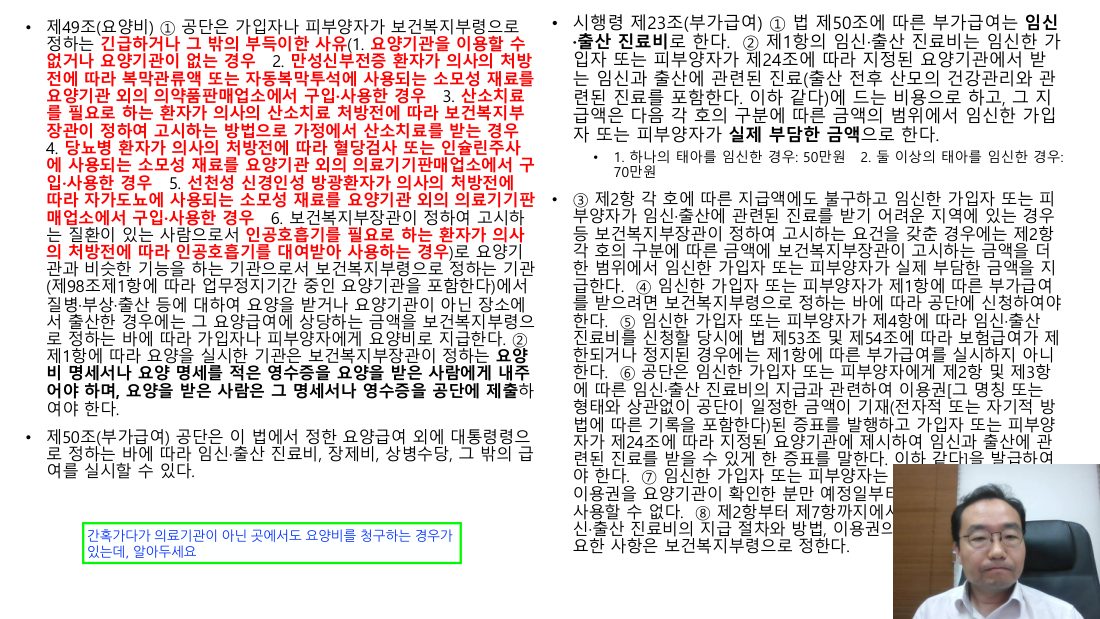 • 제49조(요양비) ① 공단은 가입자나 피부양자가 보건복지부령으로
정하는 긴급하거나 그 밖의 부득이한 사유(1. 요양기관을 이용할 수
없거나 요양기관이 없는 경우 2. 만성신부전증 환자가 의사의 처방
전에 따라 복막관류액 또는 자동복막투석에 사용되는 소모성 재료를
요양기관 외의 의약품판매업소에서 구입·사용한 경우 3. 산소치료
를 필요로 하는 환자가 의사의 산소치료 처방전에 따라 보건복지부
장관이 정하여 고시하는 방법으로 가정에서 산소치료를 받는 경우
4. 당뇨병 환자가 의사의 처방전에 따라 혈당검사 또는 인슐린주사
에 사용되는 소모성 재료를 요양기관 외의 의료기기판매업소에서 구
입·사용한 경우 5. 선천성 신경인성 방광환자가 의사의 처방전에
따라 자가도뇨에 사용되는 소모성 재료를 요양기관 외의 의료기기판
매업소에서 구입·사용한 경우 6. 보건복지부장관이 정하여 고시하
는 질환이 있는 사람으로서 인공호흡기를 필요로 하는 환자가 의사
의 처방전에 따라 인공호흡기를 대여받아 사용하는 경우)로 요양기
관과 비슷한 기능을 하는 기관으로서 보건복지부령으로 정하는 기관
(제98조제1항에 따라 업무정지기간 중인 요양기관을 포함한다)에서
질병·부상·출산 등에 대하여 요양을 받거나 요양기관이 아닌 장소에
서 출산한 경우에는 그 요양급여에 상당하는 금액을 보건복지부령으
로 정하는 바에 따라 가입자나 피부양자에게 요양비로 지급한다. ②
제1항에 따라 요양을 실시한 기관은 보건복지부장관이 정하는 요양
비 명세서나 요양 명세를 적은 영수증을 요양을 받은 사람에게 내주
어야 하며, 요양을 받은 사람은 그 명세서나 영수증을 공단에 제출하
여야 한다.
• 제50조(부가급여) 공단은 이 법에서 정한 요양급여 외에 대통령령으
로 정하는 바에 따라 임신·출산 진료비, 장제비, 상병수당, 그 밖의 급
여를 실시할 수 있다.
간혹가다가 의료기관이 아닌 곳에서도 요양비를 청구하는 경우가
있는데, 알아두세요
• 시행령 제23조(부가급여) ① 법 제50조에 따른 부가급여는 임신
·출산 진료비로 한다. ② 제1항의 임신·출산 진료비는 임신한 가
입자 또는 피부양자가 제24조에 따라 지정된 요양기관에서 받
는 임신과 출산에 관련된 진료(출산 전후 산모의 건강관리와 관
련된 진료를 포함한다. 이하 같다)에 드는 비용으로 하고, 그 지
급액은 다음 각 호의 구분에 따른 금액의 범위에서 임신한 가입
자 또는 피부양자가 실제 부담한 금액으로 한다.
• 1. 하나의 태아를 임신한 경우: 50만원 2. 둘 이상의 태아를 임신한 경우:
70만원
• ③ 제2항 각 호에 따른 지급액에도 불구하고 임신한 가입자 또는 피
부양자가 임신·출산에 관련된 진료를 받기 어려운 지역에 있는 경우
등 보건복지부장관이 정하여 고시하는 요건을 갖춘 경우에는 제2항
각 호의 구분에 따른 금액에 보건복지부장관이 고시하는 금액을 더
한 범위에서 임신한 가입자 또는 피부양자가 실제 부담한 금액을 지
급한다. ④ 임신한 가입자 또는 피부양자가 제1항에 따른 부가급여
를 받으려면 보건복지부령으로 정하는 바에 따라 공단에 신청하여야
한다. ⑤ 임신한 가입자 또는 피부양자가 제4항에 따라 임신·출산
진료비를 신청할 당시에 법 제53조 및 제54조에 따라 보험급여가 제
한되거나 정지된 경우에는 제1항에 따른 부가급여를 실시하지 아니
한다. ⑥ 공단은 임신한 가입자 또는 피부양자에게 제2항 및 제3항
에 따른 임신·출산 진료비의 지급과 관련하여 이용권[그 명칭 또는
형태와 상관없이 공단이 일정한 금액이 기재(전자적 또는 자기적 방
법에 따른 기록을 포함한다)된 증표를 발행하고 가입자 또는 피부양
자가 제24조에 따라 지정된 요양기관에 제시하여 임신과 출산에 관
련된 진료를 받을 수 있게 한 증표를 말한다. 이하 같다]을 발급하여
야 한다. ⑦ 임신한 가입자 또는 피부양자는
이용권을 요양기관이 확인한 분만 예정일부터
사용할 수 없다. ⑧ 제2항부터 제7항까지에서
신·출산 진료비의 지급 절차와 방법, 이용권의
요한 사항은 보건복지부령으로 정한다.